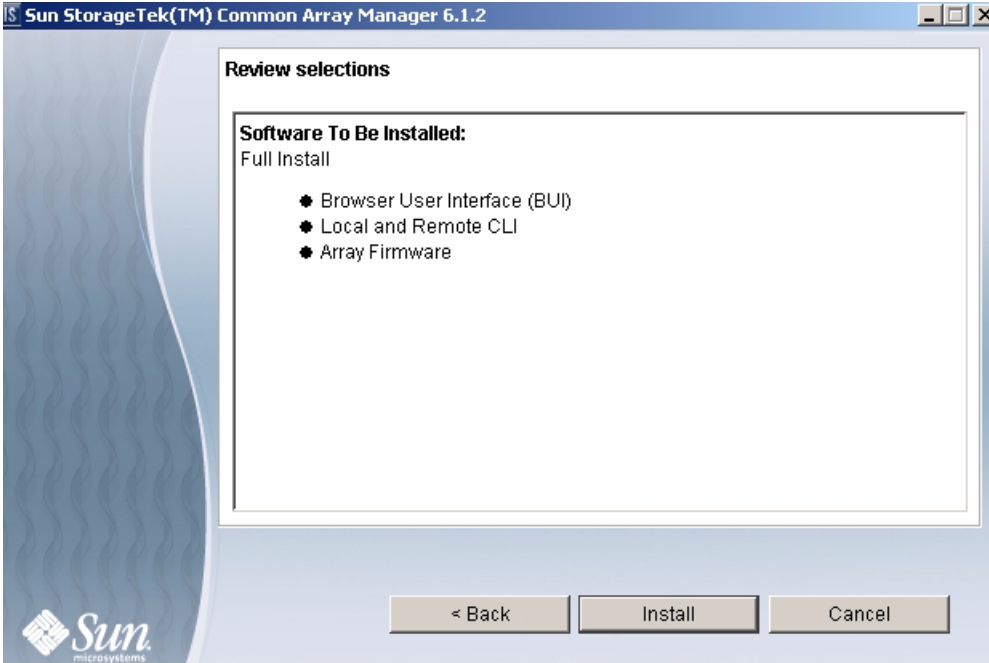 IS Sun StorageTek(TM) Common Array Manager 6.1.2
Review selections
Software To Be Installed:
Full Install
Browser User Interface (BUI)
Local and Remote CLI
Array Firmware
< Back
Install
Cancel
Sun
microsystems